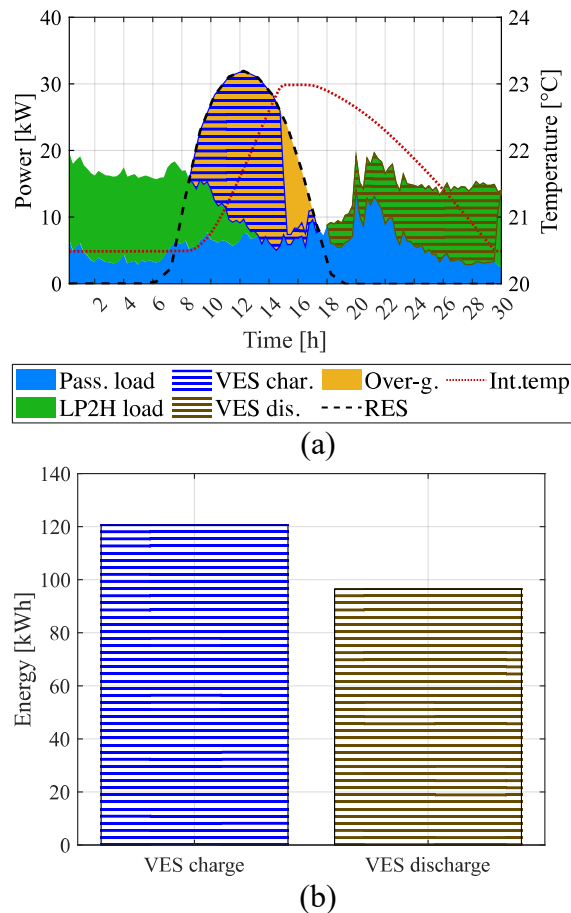 40
30
20
10
0
Power [kW]
24
23
22
21
20
Temperature [°C]
2 4 6 8 10 12 14 16 18 20 22 24 26 28 30
Time [h]
Pass. load VES char. Over-g. Int.temp
LP2H load VES dis. RES
(a)
140
120
100
80
60
40
20
0
Energy [kWh]
VES charge VES discharge
(b)